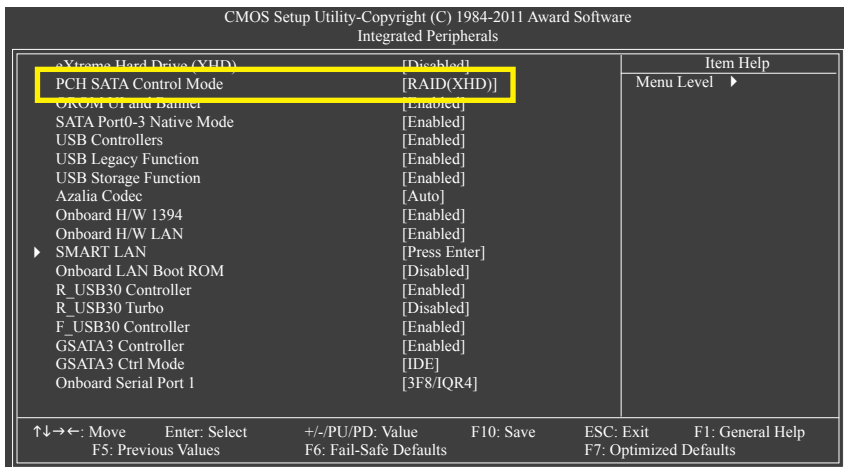 CMOS Setup Utility-Copyright (C) 1984-2011 Award Software
Integrated Peripherals
eXtreme Hard Drive (XHD) [Disabled] Item Help
PCH SATA Control Mode [RAID(XHD)] Menu Level
OROM UI and Banner [Enabled]
SATA Port0-3 Native Mode [Enabled]
USB Controllers [Enabled]
USB Legacy Function [Enabled]
USB Storage Function [Enabled]
Azalia Codec [Auto]
Onboard H/W 1394 [Enabled]
Onboard H/W LAN [Enabled]
SMART LAN [Press Enter]
Onboard LAN Boot ROM [Disabled]
R_USB30 Controller [Enabled]
R_USB30 Turbo [Disabled]
F_USB30 Controller [Enabled]
GSATA3 Controller [Enabled]
GSATA3 Ctrl Mode [IDE]
Onboard Serial Port 1 [3F8/IQR4]
↑↓→←: Move Enter: Select +/-/PU/PD: Value F10: Save ESC: Exit F1: General Help
F5: Previous Values F6: Fail-Safe Defaults F7: Optimized Defaults